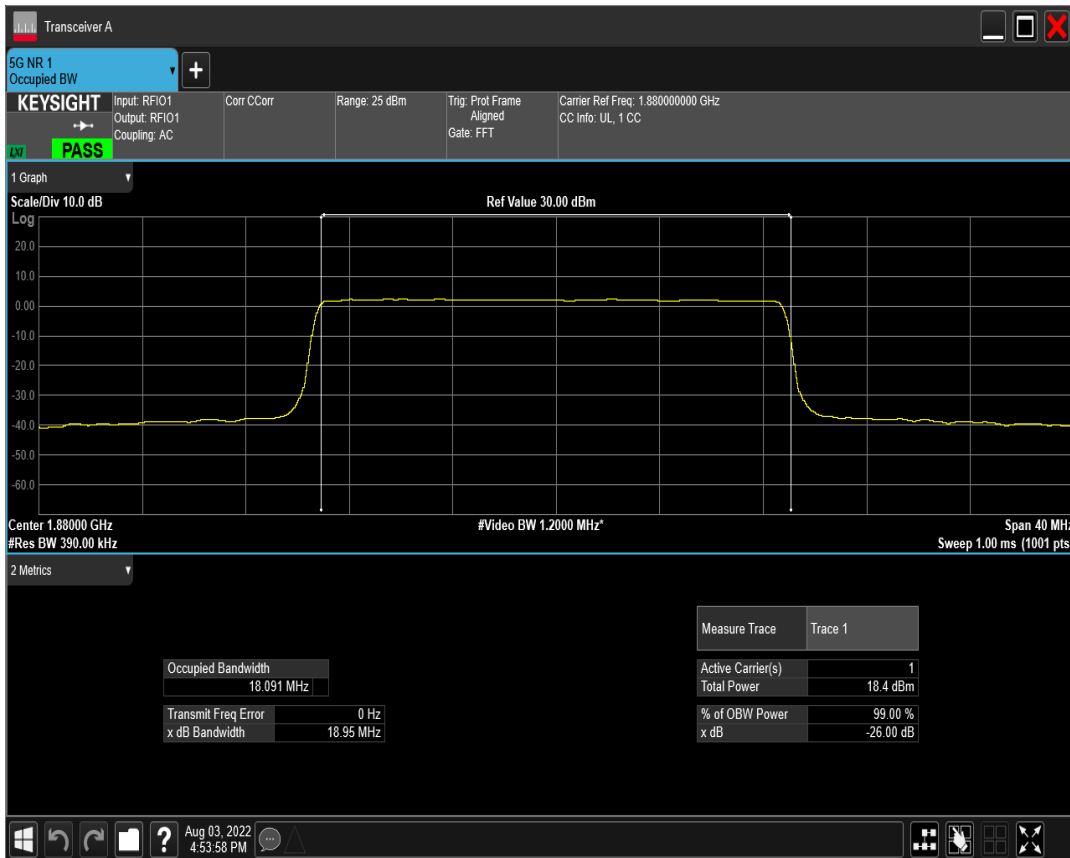 Transceiver A
5G NR 1
Occupied BW
KEYSIGHT
LXI
PASS
Input: RFIO1
Output: RFIO1
Coupling: AC
Corr CCorr
Range: 25 dBm
Trig: Prot Frame
Aligned
Gate: FFT
Carrier Ref Freq: 1.880000000 GHz
CC Info: UL, 1 CC
1 Graph
Scale/Div 10.0 dB
Ref Value 30.00 dBm
Log
20.0
10.0
0.00
-10.0
-20.0
-30.0
-40.0
-50.0
-60.0
Center 1.88000 GHz
#Video BW 1.2000 MHz*
Span 40 MHz
#Res BW 390.00 kHz
Sweep 1.00 ms (1001 pts
2 Metrics
Measure Trace Trace 1
Occupied Bandwidth
18.091 MHz
Active Carrier(s) 1
Total Power 18.4 dBm
Transmit Freq Error 0 Hz
x dB Bandwidth 18.95 MHz
% of OBW Power 99.00 %
x dB -26.00 dB
?
Aug 03, 2022
4:53:58 PM